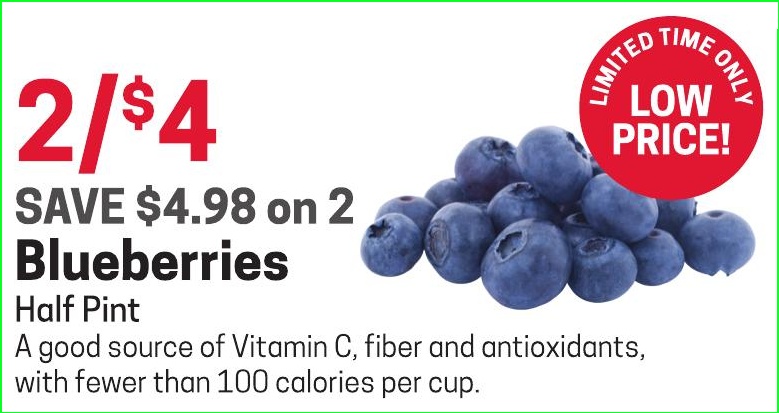 2/$4
SAVE $4.98 on 2
Blueberries
Half Pint
A good source of Vitamin C, fiber and antioxidants,
with fewer than 100 calories per cup.
LIMITED TIME ONLY
LOW
PRICE!